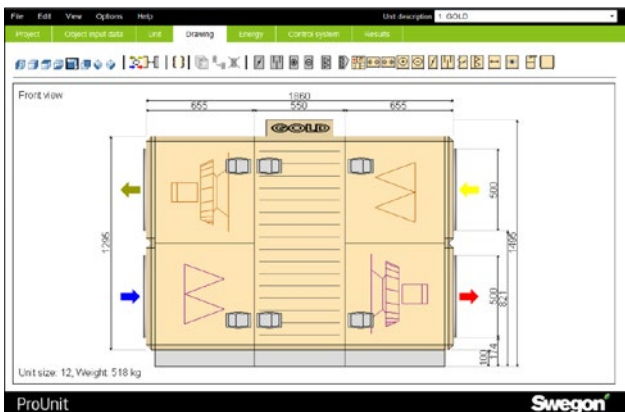 File Edit View Options Help
Unit description 1. GOLD
Project Object input data Unit Drawing Energy Control system Results
Front view
1860
655 550 655
GOLD
1295
500
1495
500
821
100
174
Unit size: 12, Weight: 518 kg
ProUnit
Swegon